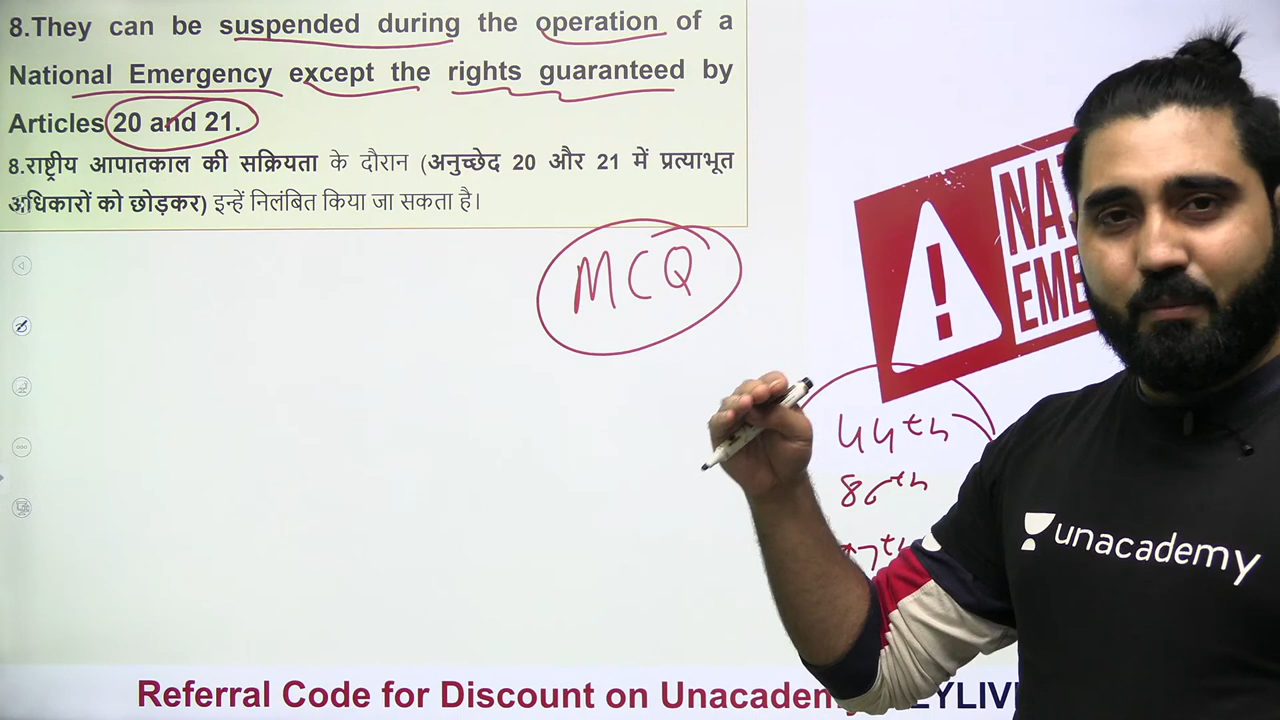 8.They can be suspended during the operation of a
National Emergency except the rights guaranteed by
Articles 20 and 21.
8.राष्ट्रीय आपातकाल की सक्रियता के दौरान (अनुच्छेद 20 और 21 में प्रत्याभूत
अधिकारों को छोड़कर) इन्हें निलंबित किया जा सकता है।
MCQ
44th
86th
unacademy
Referral Code for Discount on